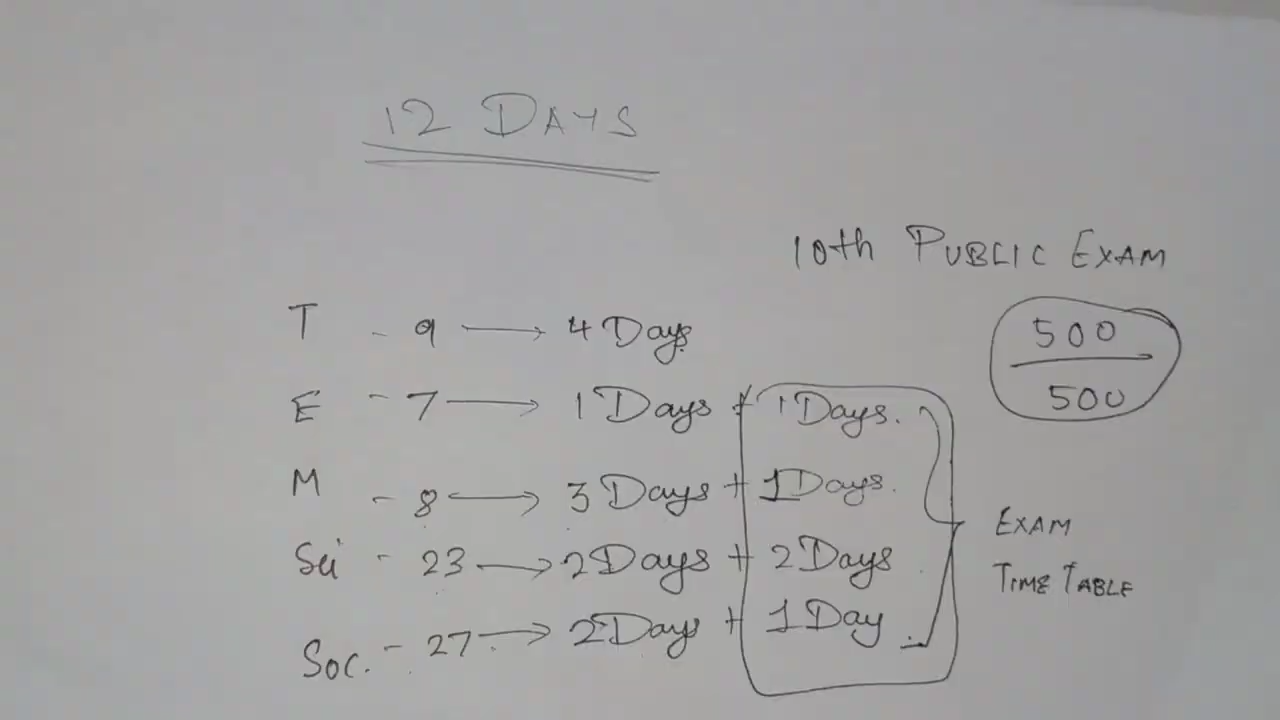 12 DAYS
10th PUBLIC EXAM
500
500
T - 9 → 4 Days
E - 7 → 1 Days + 1 Days.
M - 8 → 3 Days + 1 Days.
Sci - 23 → 2 Days + 2 Days
Soc. - 27 → 2 Days + 1 Day
EXAM
TIME TABLE